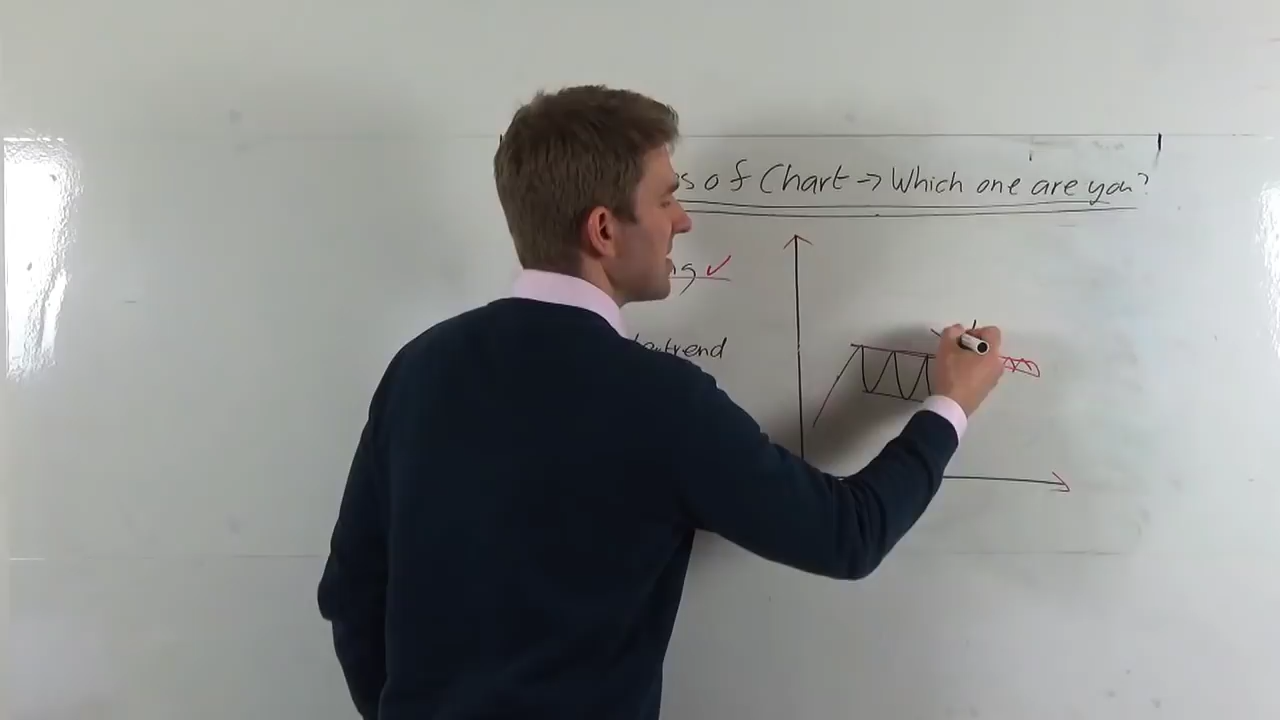 of Chart → Which one are you?
trend